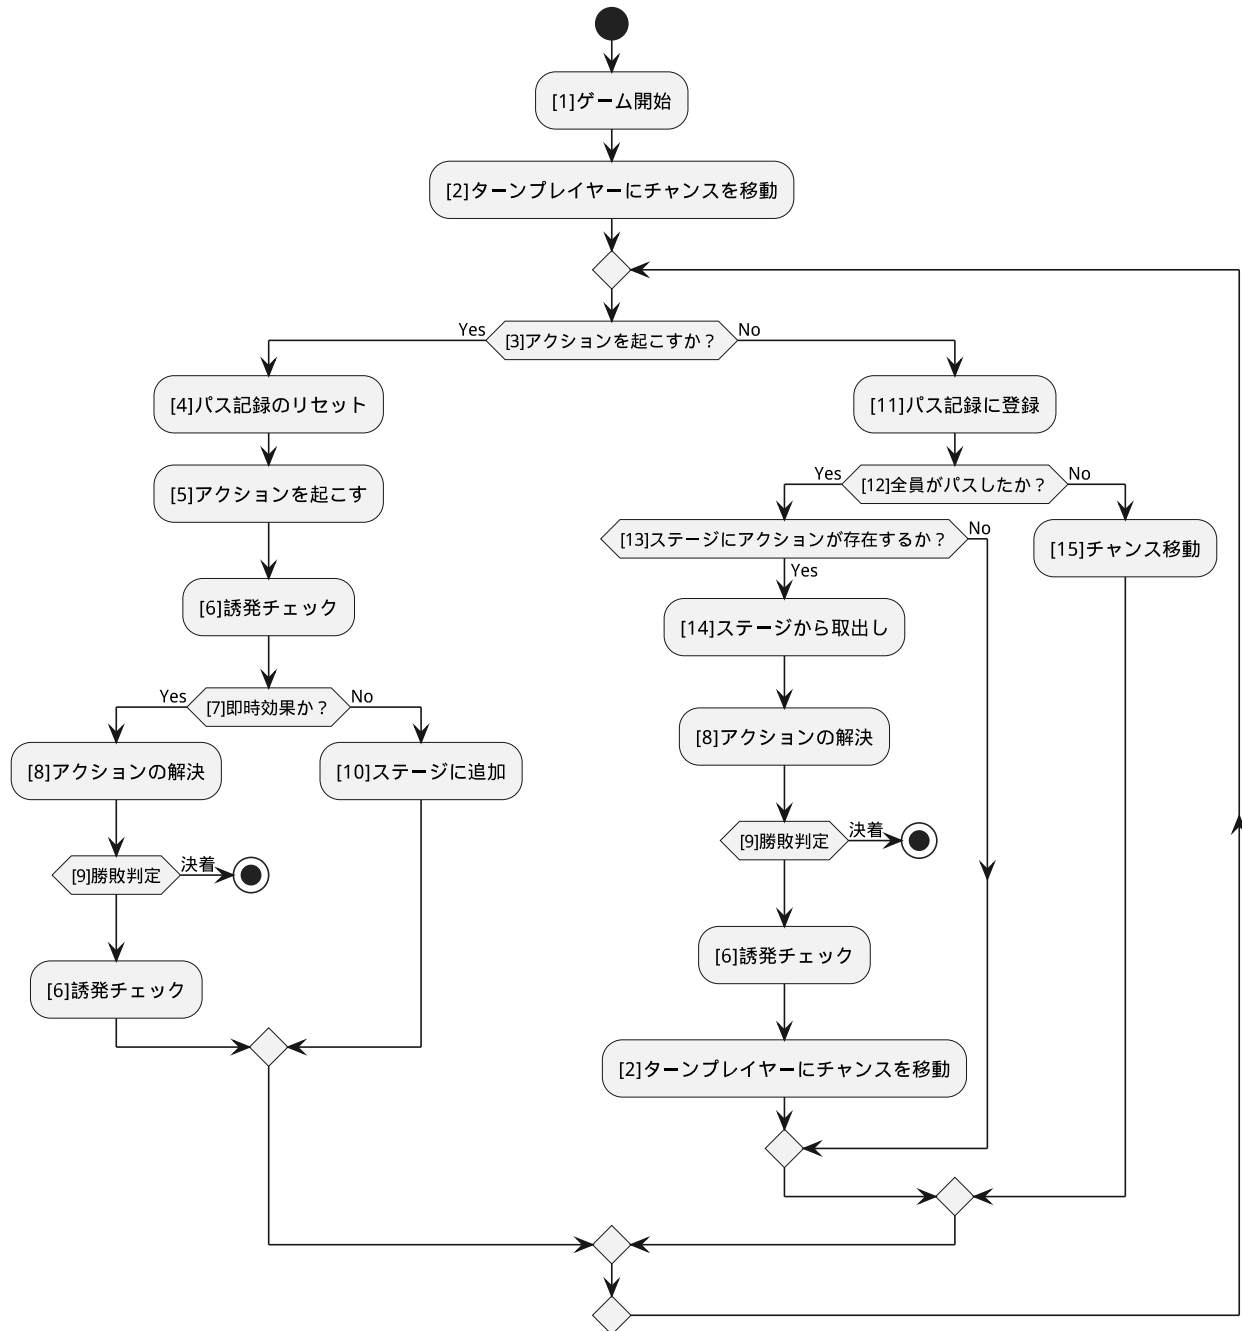 [1]ゲーム開始
[2]ターンプレイヤーにチャンスを移動
[3]アクションを起こすか？
Yes
No
[4]パス記録のリセット
[5]アクションを起こす
[6]誘発チェック
[7]即時効果か？
Yes
No
[8]アクションの解決
[9]勝敗判定
決着
[6]誘発チェック
[10]ステージに追加
[11]パス記録に登録
[12]全員がパスしたか？
Yes
No
[13]ステージにアクションが存在するか？
Yes
No
[14]ステージから取出し
[8]アクションの解決
[9]勝敗判定
決着
[6]誘発チェック
[2]ターンプレイヤーにチャンスを移動
[15]チャンス移動